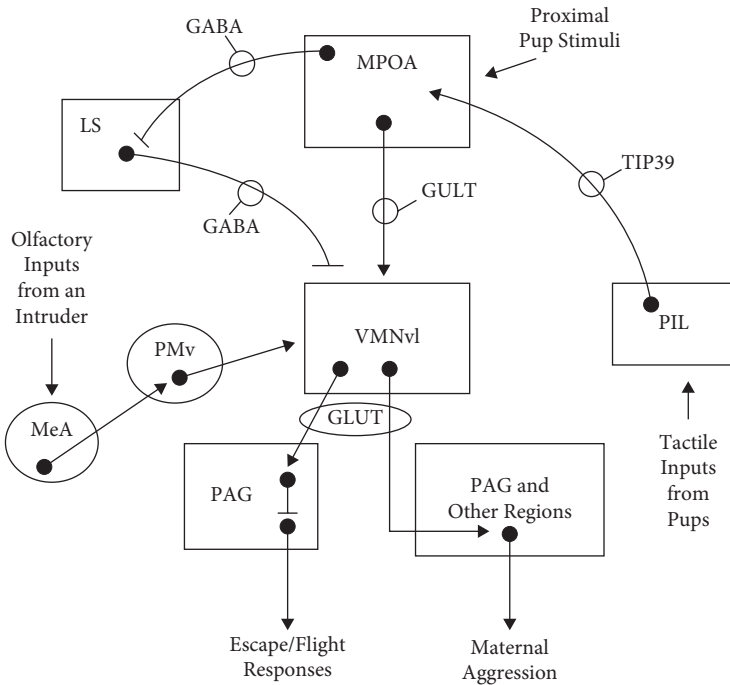 GABA
Proximal
Pup Stimuli
MPOA
LS
TIP39
GULT
GABA
Olfactory
Inputs
from an
Intruder
PMv
VMNvl
PIL
MeA
GLUT
PAG
PAG and
Other Regions
Tactile
Inputs
from
Pups
Escape/Flight
Responses
Maternal
Aggression